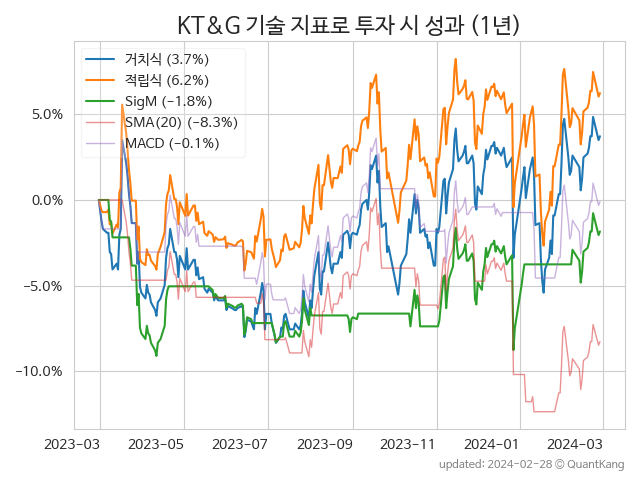 KT&G 기술 지표로 투자 시 성과 (1년)
거치식 (3.7%)
적립식 (6.2%)
SigM (−1.8%)
SMA(20) (−8.3%)
MACD (−0.1%)
5.0%
0.0%
−5.0%
−10.0%
2023-03 2023-05 2023-07 2023-09 2023-11 2024-01 2024-03
updated: 2024-02-28 ⓒ QuantKang